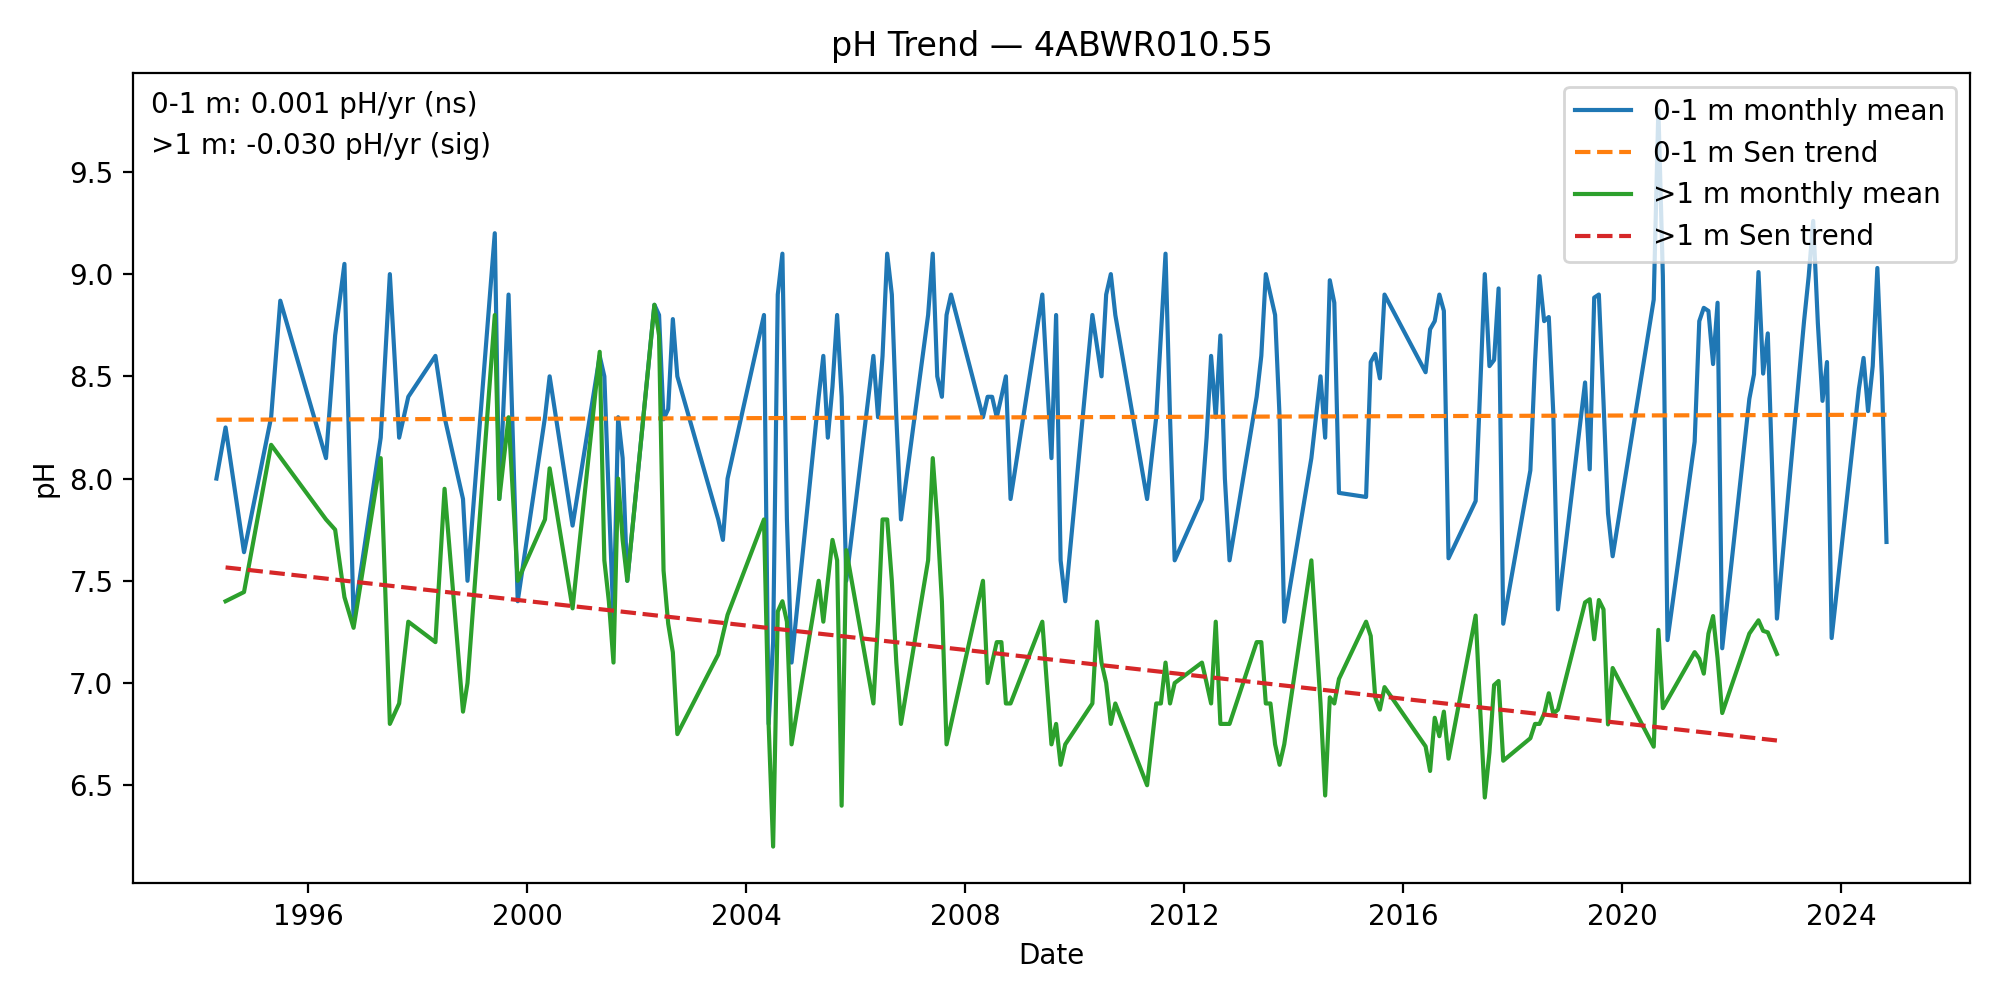 pH Trend — 4ABWR010.55
0-1 m: 0.001 pH/yr (ns)
>1 m: -0.030 pH/yr (sig)
0-1 m monthly mean
0-1 m Sen trend
>1 m monthly mean
>1 m Sen trend
9.5
9.0
8.5
8.0
7.5
7.0
6.5
pH
1996
2000
2004
2008
2012
2016
2020
2024
Date